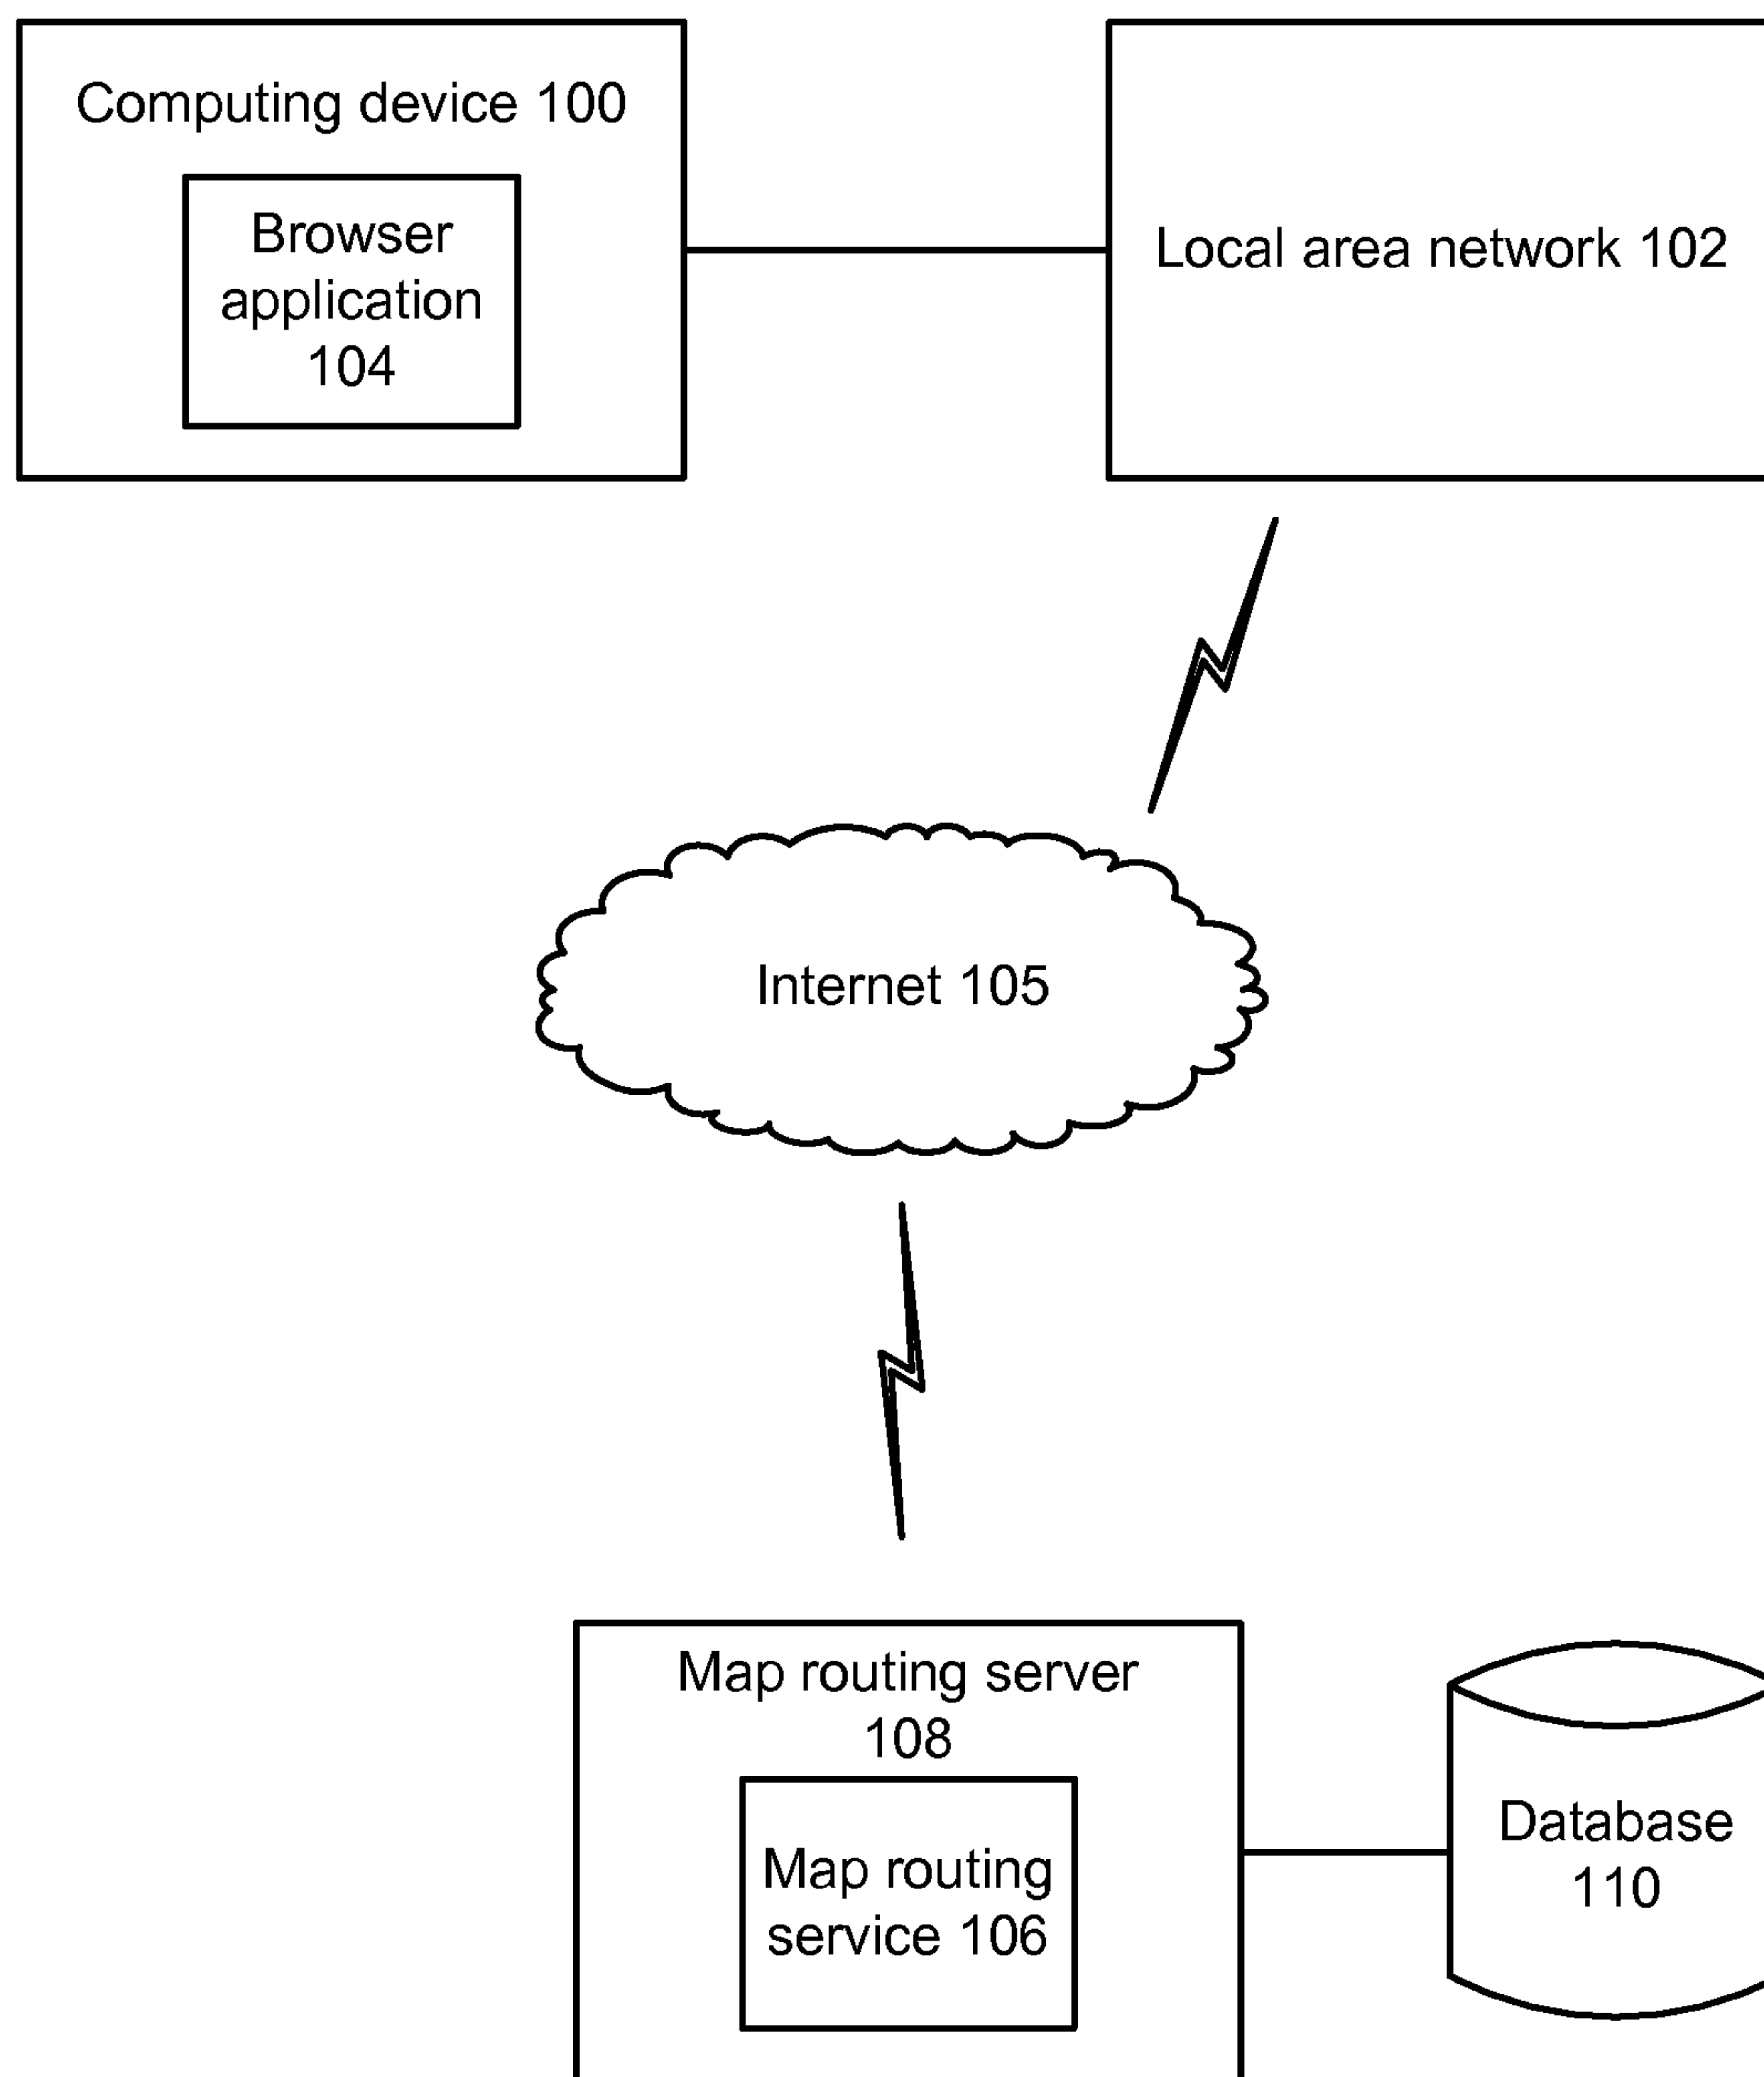 Computing device 100
Browser
application
104
Local area network 102
Internet 105
Map routing server
108
Map routing
service 106
Database
110